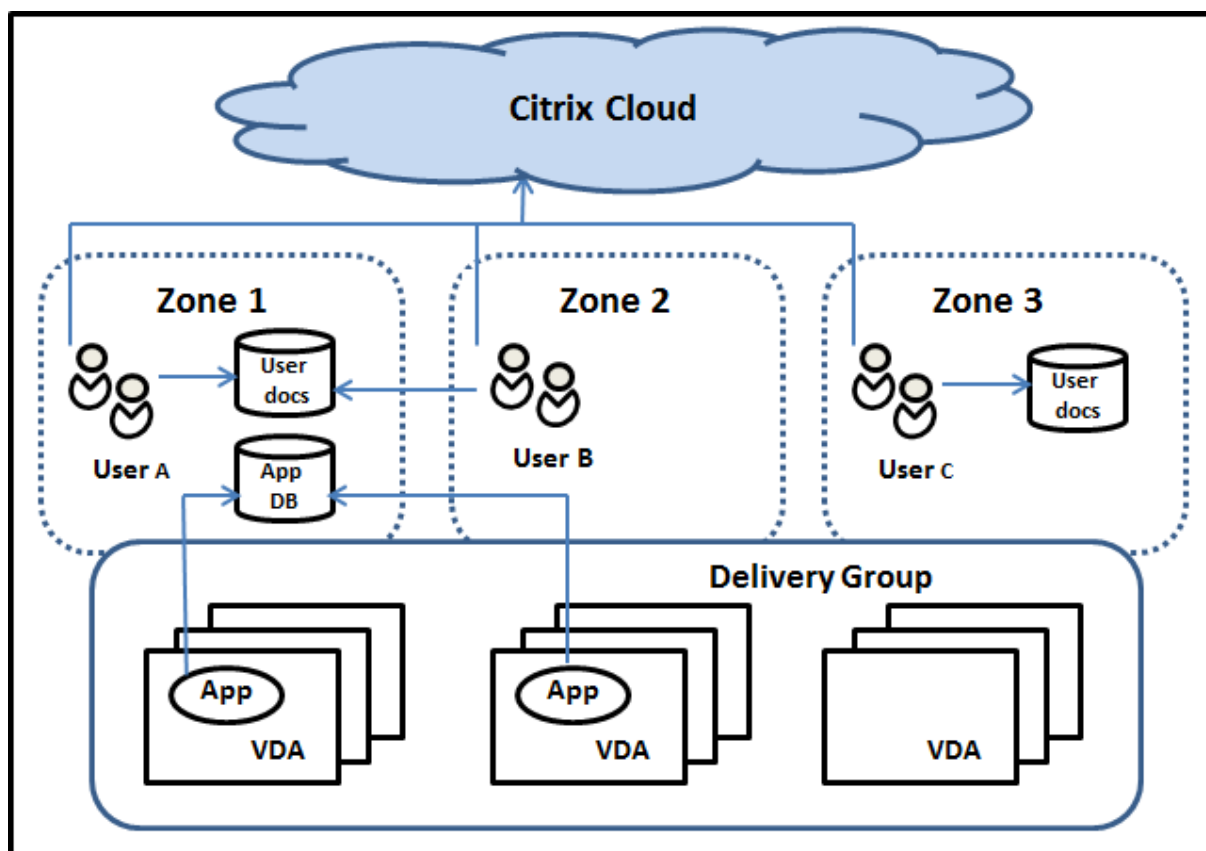 Citrix Cloud
Zone 1
Zone 2
Zone 3
User
docs
User
docs
User A
User B
User C
App
DB
Delivery Group
App
VDA
App
VDA
VDA